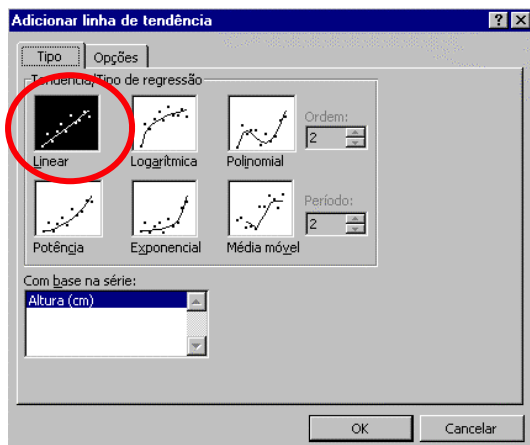 Adicionar linha de tendência
Tipo Opções
Tendência/Tipo de regressão
Ordem:
2
Linear Logarítmica Polinomial
Período:
2
Potência Exponencial Média móvel
Com base na série:
Altura (cm)
OK Cancelar